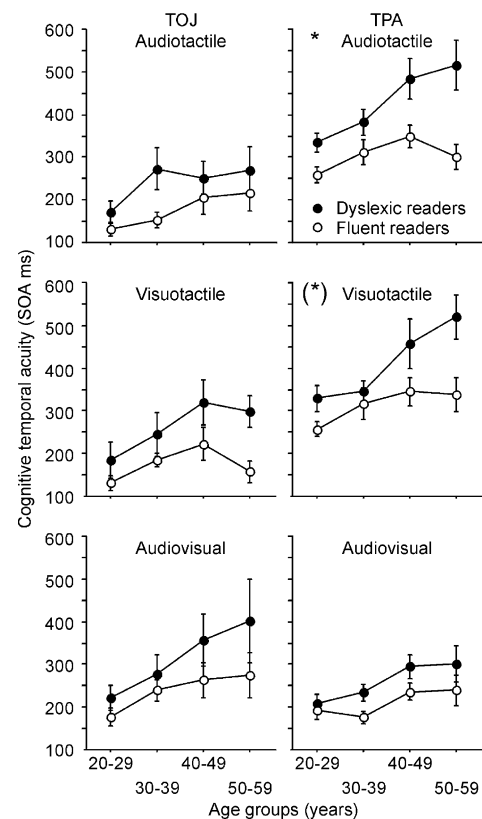 TOJ
Audiotactile
TPA
* Audiotactile
600
500
400
300
200
100
Dyslexic readers
Fluent readers
Cognitive temporal acuity (SOA ms)
Visuotactile
(*) Visuotactile
600
500
400
300
200
100
Audiovisual
Audiovisual
600
500
400
300
200
100
20-29 40-49 20-29 40-49
30-39 50-59 30-39 50-59
Age groups (years)